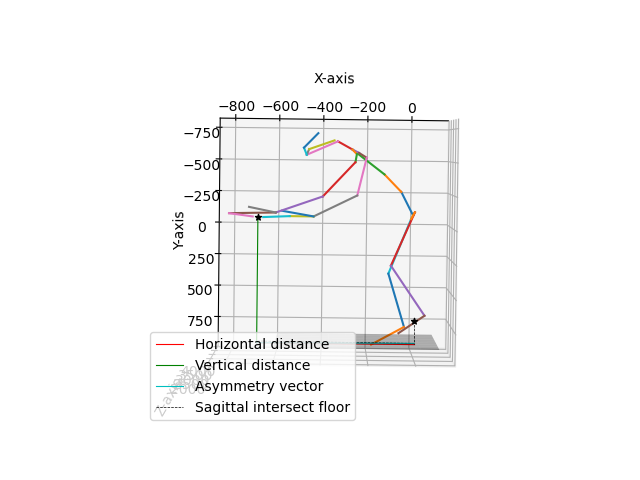 X-axis
−800 −600 −400 −200 0
−750
−500
−250
0
250
500
750
Y-axis
Horizontal distance
Vertical distance
Asymmetry vector
Sagittal intersect floor